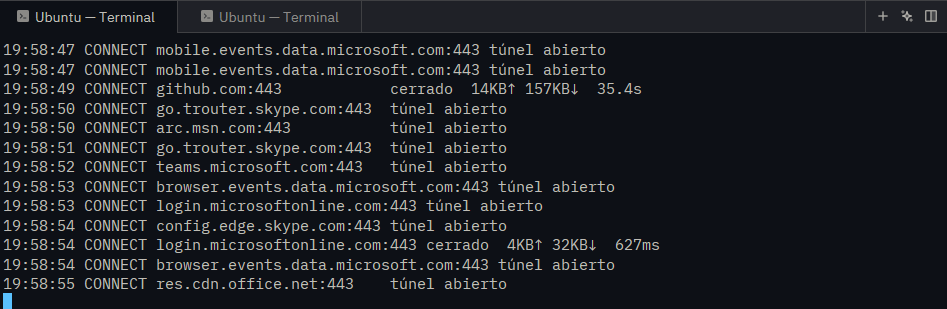 Ubuntu — Terminal
Ubuntu — Terminal
19:58:47 CONNECT mobile.events.data.microsoft.com:443 túnel abierto
19:58:47 CONNECT mobile.events.data.microsoft.com:443 túnel abierto
19:58:49 CONNECT github.com:443 cerrado 14KB↑ 157KB↓ 35.4s
19:58:50 CONNECT go.trouter.skype.com:443 túnel abierto
19:58:50 CONNECT arc.msn.com:443 túnel abierto
19:58:51 CONNECT go.trouter.skype.com:443 túnel abierto
19:58:52 CONNECT teams.microsoft.com:443 túnel abierto
19:58:53 CONNECT browser.events.data.microsoft.com:443 túnel abierto
19:58:53 CONNECT login.microsoftonline.com:443 túnel abierto
19:58:54 CONNECT config.edge.skype.com:443 túnel abierto
19:58:54 CONNECT login.microsoftonline.com:443 cerrado 4KB↑ 32KB↓ 627ms
19:58:54 CONNECT browser.events.data.microsoft.com:443 túnel abierto
19:58:55 CONNECT res.cdn.office.net:443 túnel abierto